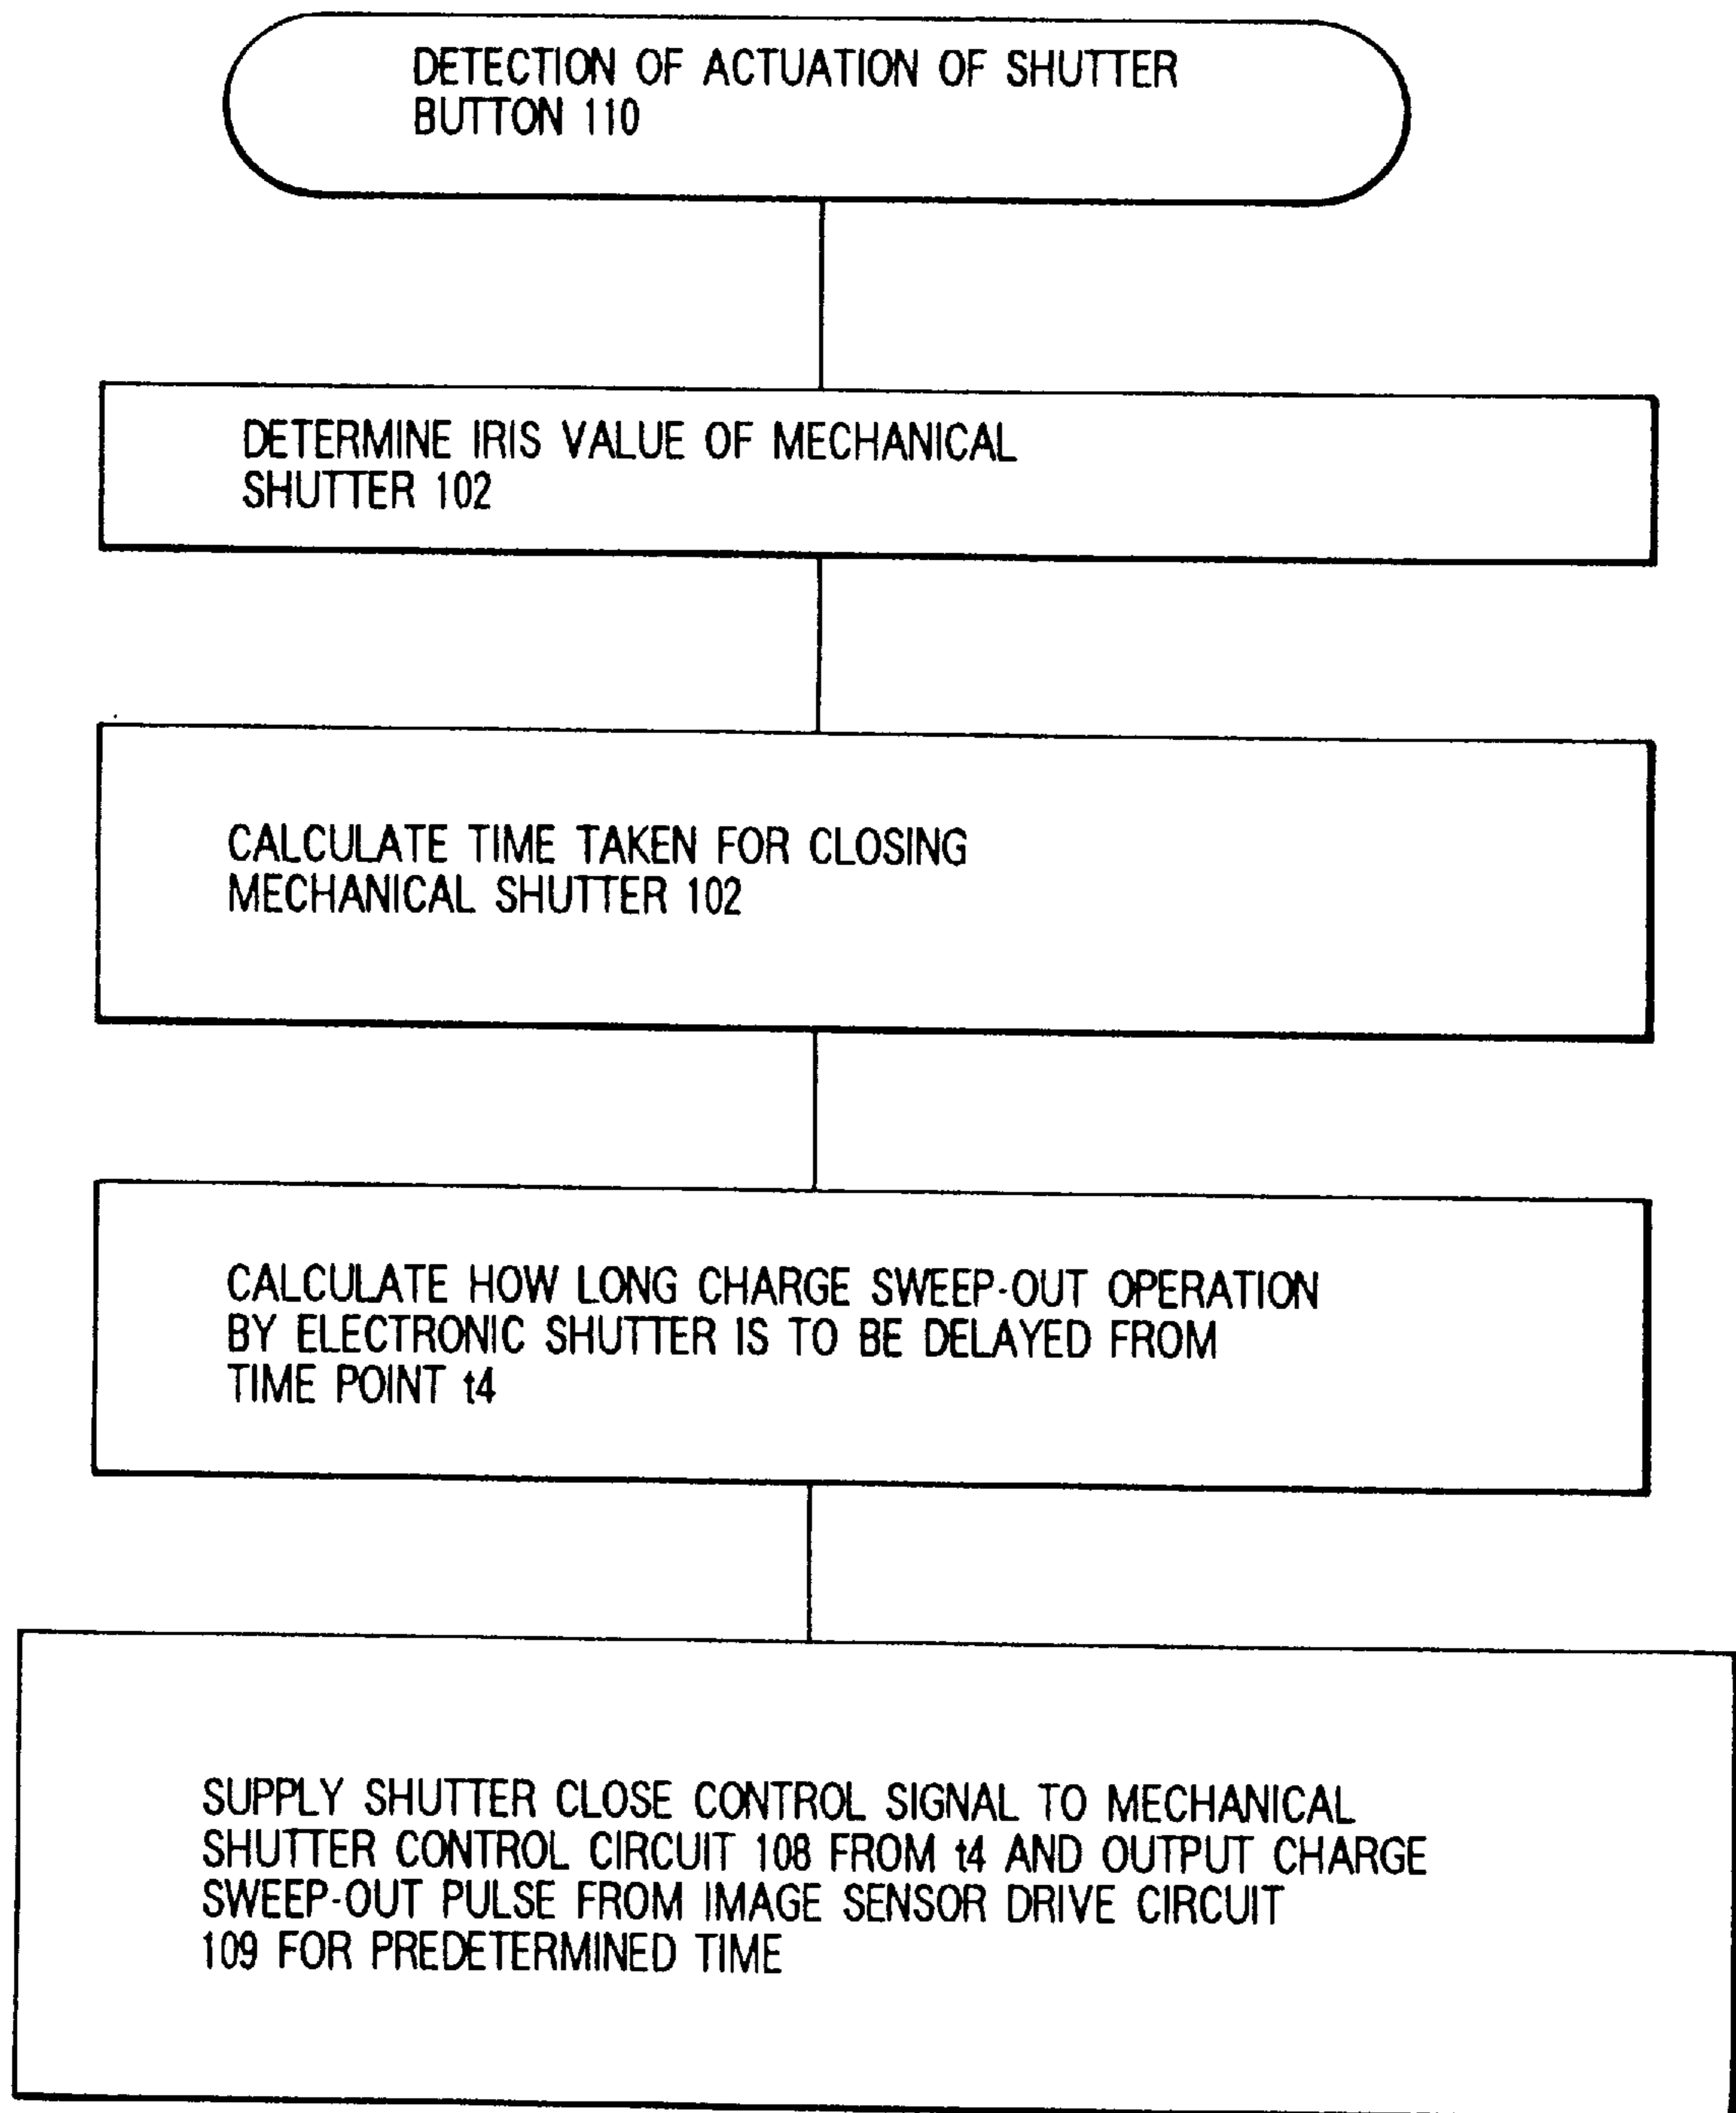 DETECTION OF ACTUATION OF SHUTTER
BUTTON 110
DETERMINE IRIS VALUE OF MECHANICAL
SHUTTER 102
CALCULATE TIME TAKEN FOR CLOSING
MECHANICAL SHUTTER 102
CALCULATE HOW LONG CHARGE SWEEP-OUT OPERATION
BY ELECTRONIC SHUTTER IS TO BE DELAYED FROM
TIME POINT t4
SUPPLY SHUTTER CLOSE CONTROL SIGNAL TO MECHANICAL
SHUTTER CONTROL CIRCUIT 108 FROM t4 AND OUTPUT CHARGE
SWEEP-OUT PULSE FROM IMAGE SENSOR DRIVE CIRCUIT
109 FOR PREDETERMINED TIME